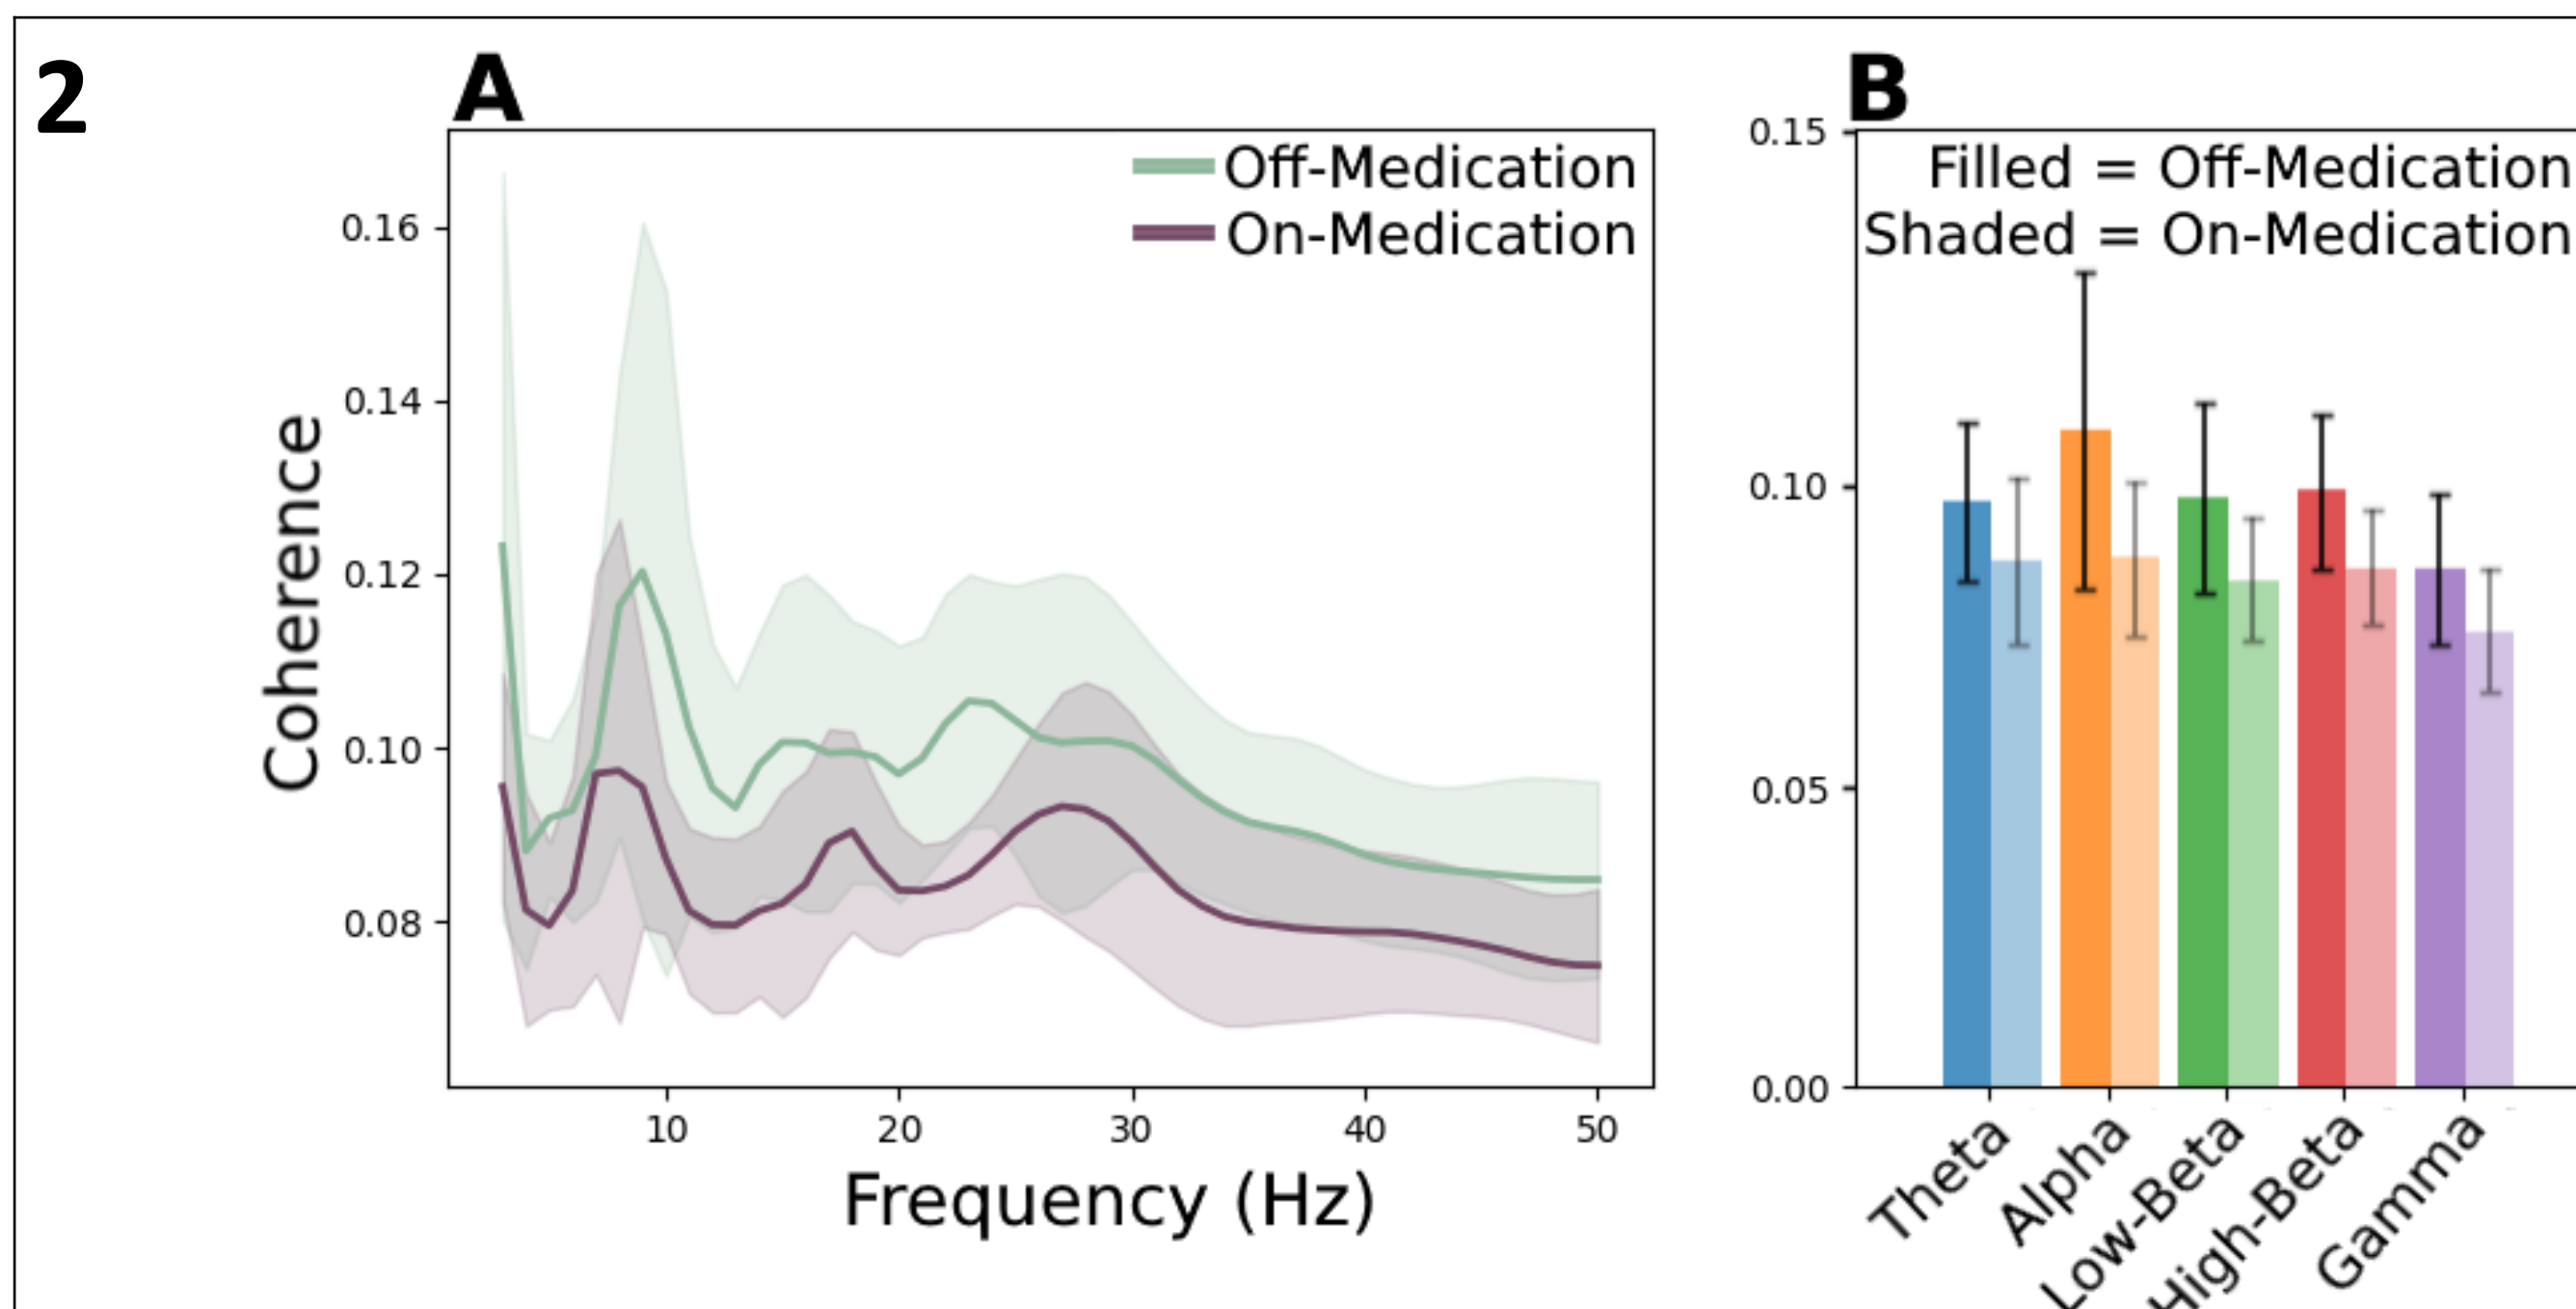 2
A
Off-Medication
On-Medication
0.16
0.14
0.12
0.10
0.08
Coherence
10 20 30 40 50
Frequency (Hz)
B
Filled = Off-Medication
Shaded = On-Medication
0.15
0.10
0.05
0.00
Theta
Alpha
Low-Beta
High-Beta
Gamma